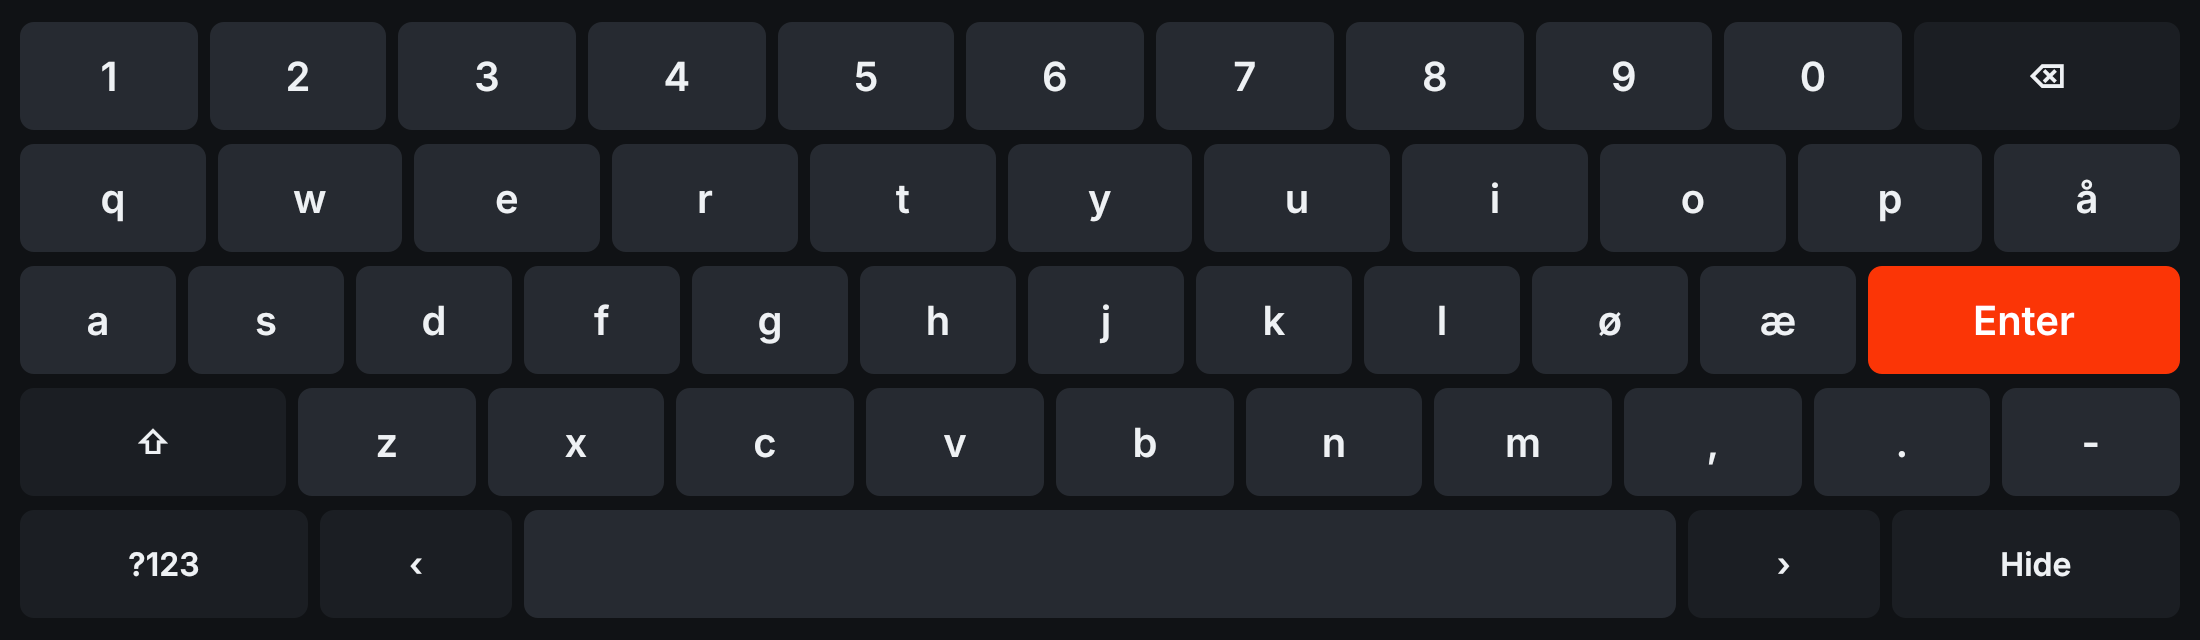 1 2 3 4 5 6 7 8 9 0
q w e r t y u i o p å
a s d f g h j k l ø æ Enter
z x c v b n m , . -
?123 ‹ › Hide